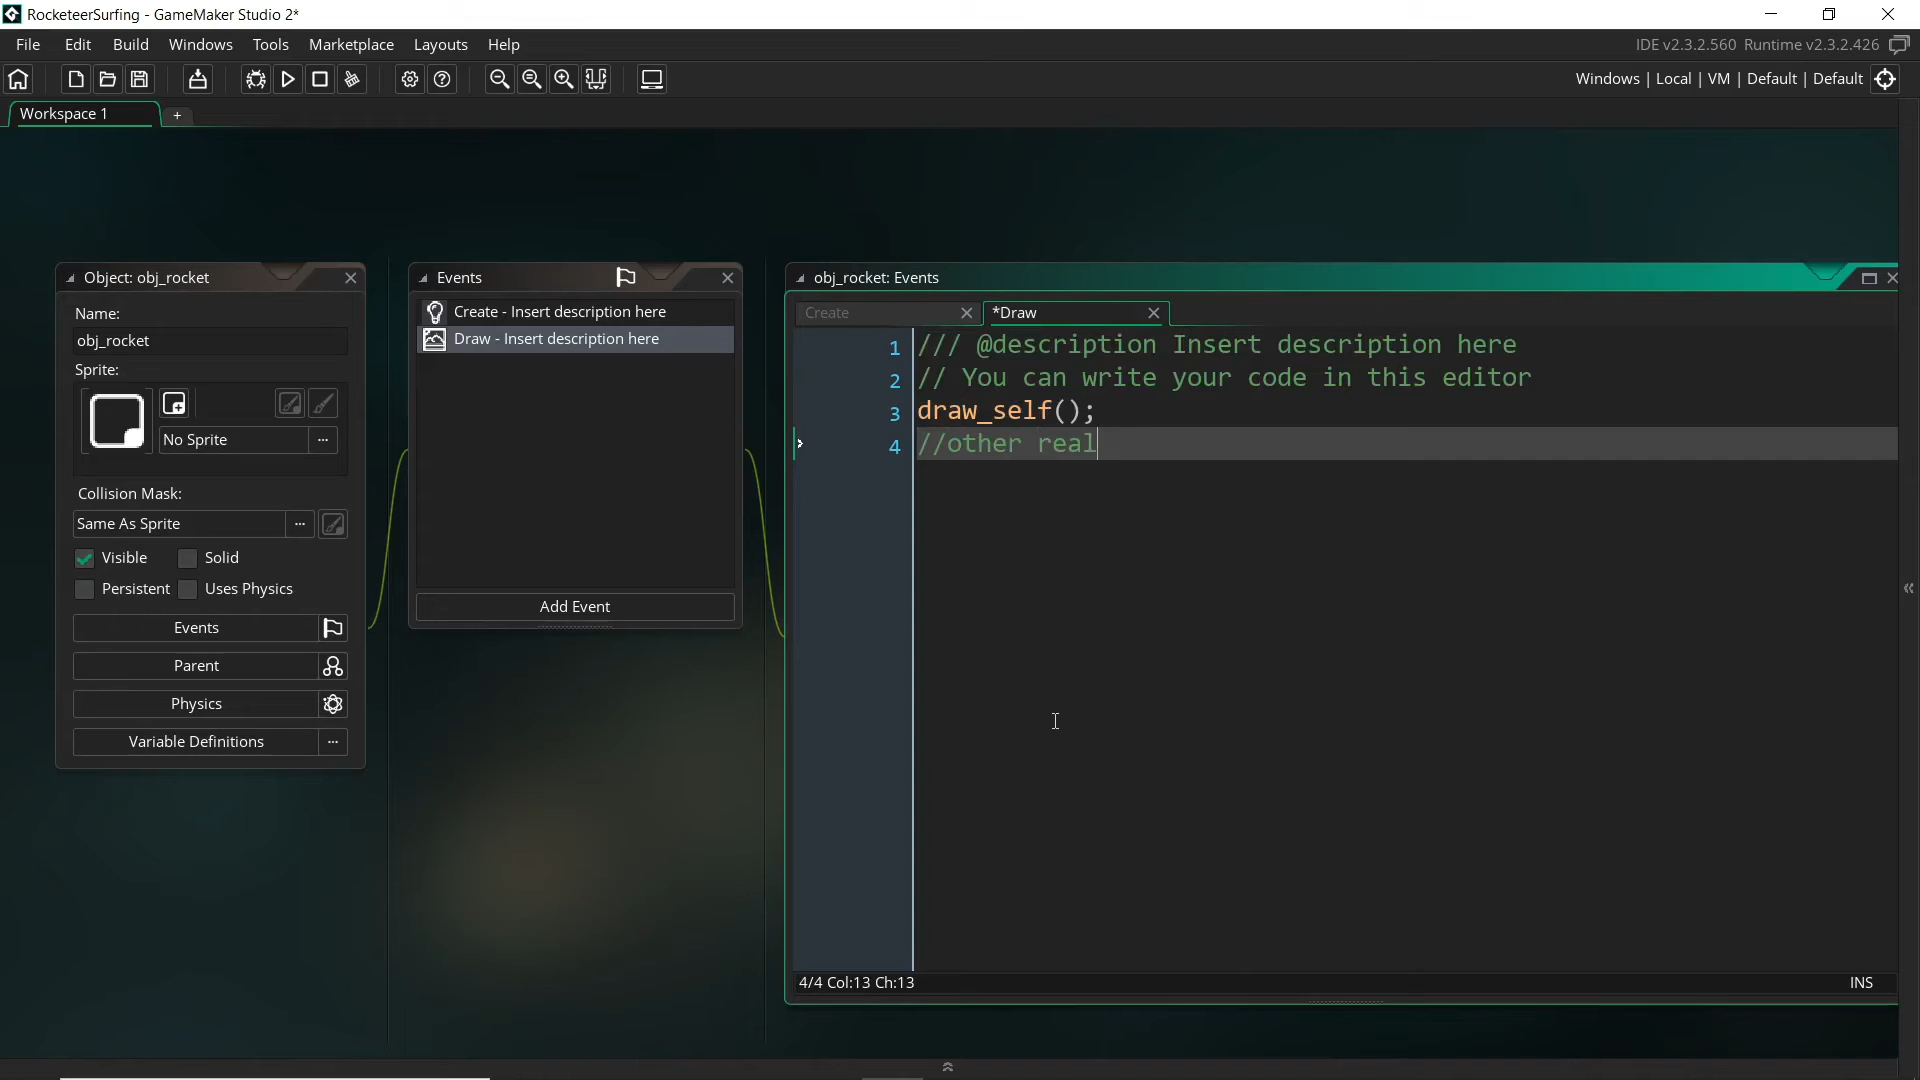 RocketeerSurfing - GameMaker Studio 2*
File Edit Build Windows Tools Marketplace Layouts Help
IDE v2.3.2.560 Runtime v2.3.2.426
Windows | Local | VM | Default | Default
Workspace 1 +
Object: obj_rocket
Name:
obj_rocket
Sprite:
No Sprite ...
Collision Mask:
Same As Sprite ...
Visible Solid
Persistent Uses Physics
Events
Parent
Physics
Variable Definitions ...
Events
Create - Insert description here
Draw - Insert description here
Add Event
obj_rocket: Events
Create *Draw
1 /// @description Insert description here
2 // You can write your code in this editor
3 draw_self();
4 //other real
4/4 Col:13 Ch:13 INS